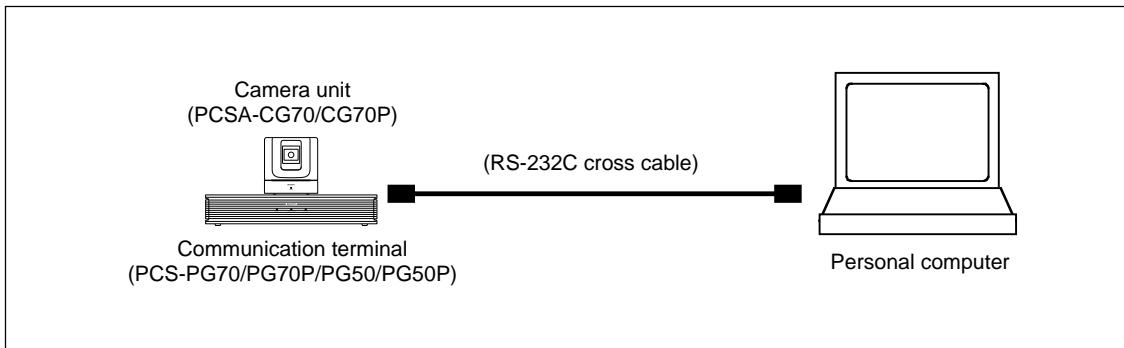 Camera unit
(PCSA-CG70/CG70P)
(RS-232C cross cable)
Communication terminal
(PCS-PG70/PG70P/PG50/PG50P)
Personal computer